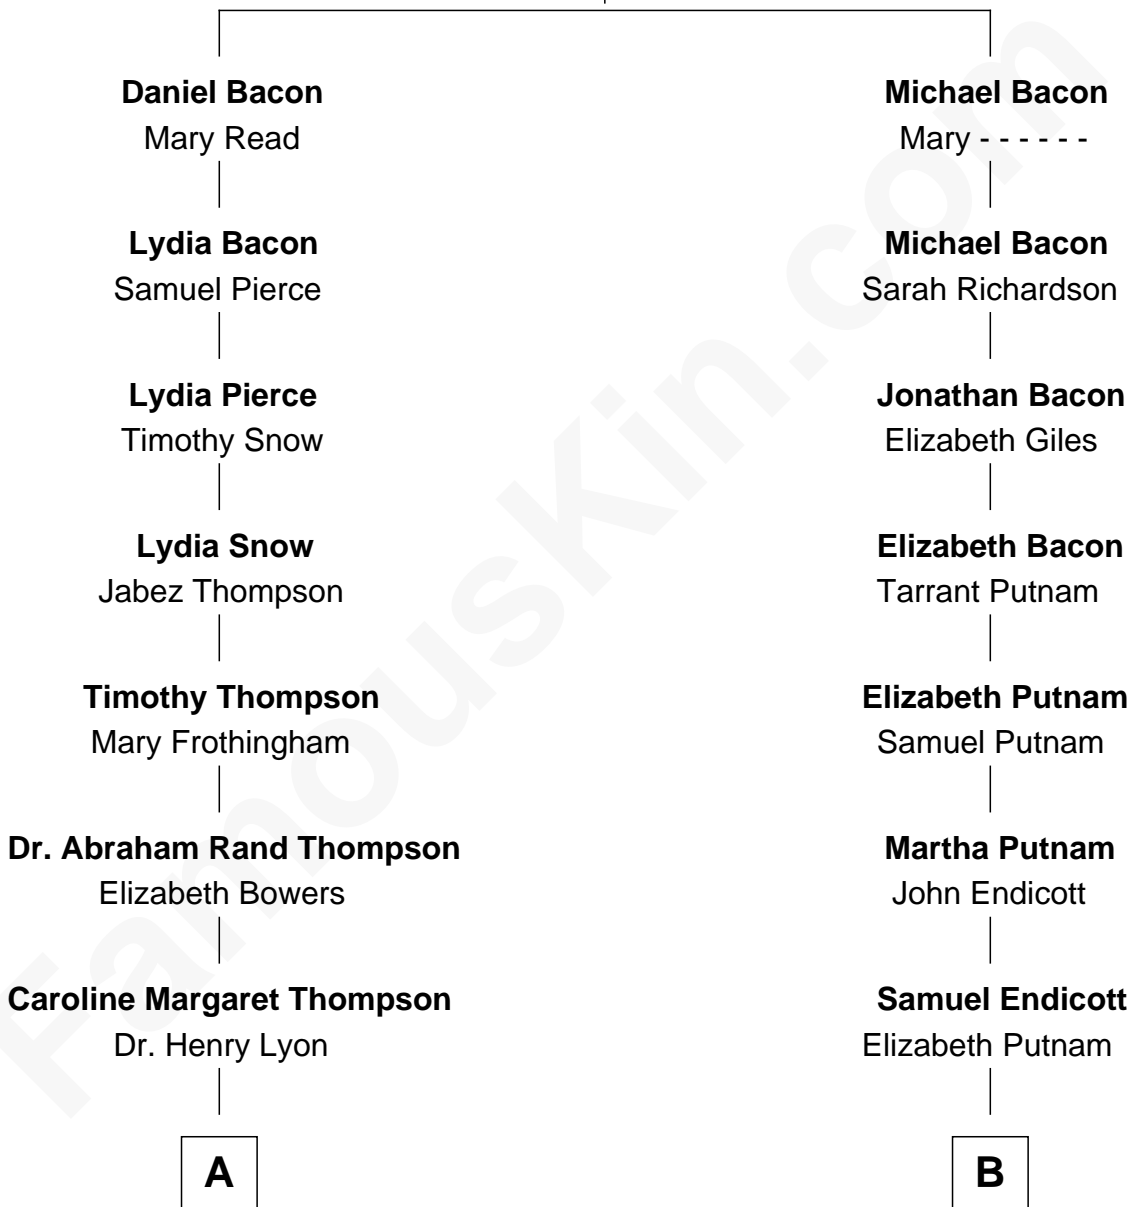 Daniel Bacon
Mary Read
Lydia Bacon
Samuel Pierce
Lydia Pierce
Timothy Snow
Lydia Snow
Jabez Thompson
Timothy Thompson
Mary Frothingham
Dr. Abraham Rand Thompson
Elizabeth Bowers
Caroline Margaret Thompson
Dr. Henry Lyon
A
Michael Bacon
Mary - - - - - -
Michael Bacon
Sarah Richardson
Jonathan Bacon
Elizabeth Giles
Elizabeth Bacon
Tarrant Putnam
Elizabeth Putnam
Samuel Putnam
Martha Putnam
John Endicott
Samuel Endicott
Elizabeth Putnam
B
FamousKin.com